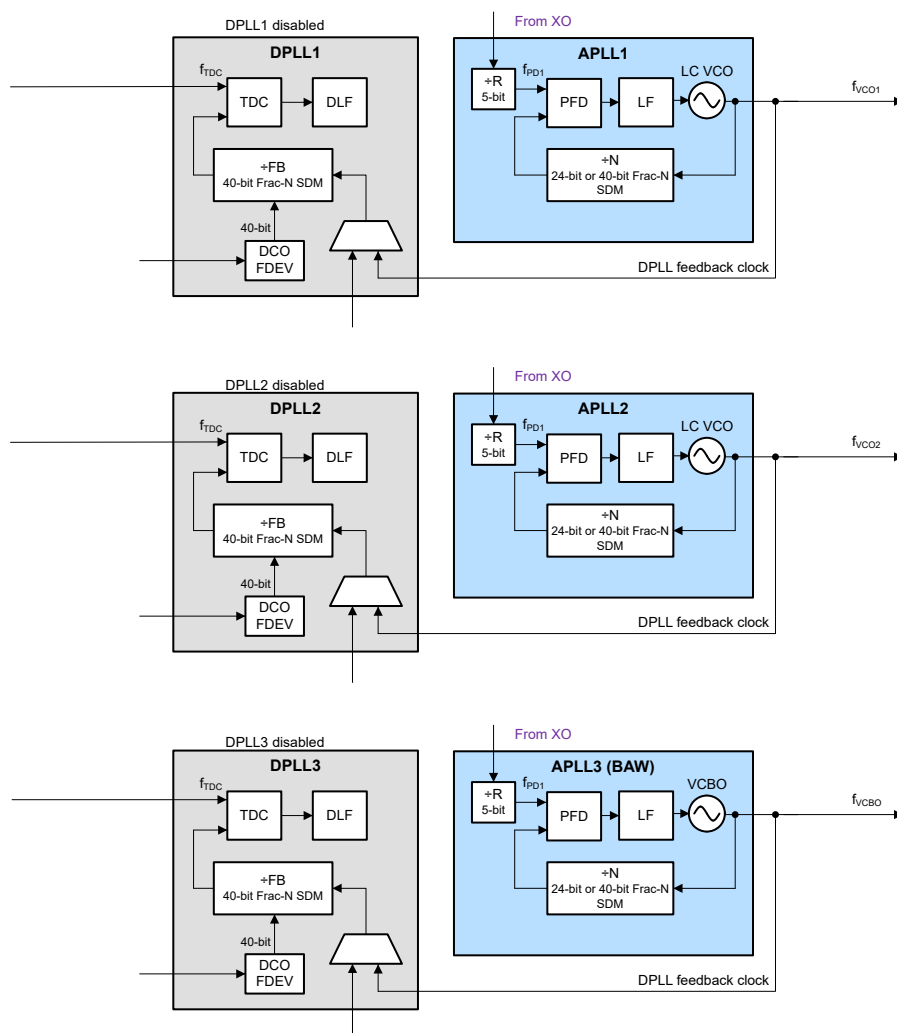 DPLL1 disabled
DPLL1
fTDC
TDC
DLF
÷FB
40-bit Frac-N SDM
40-bit
DCO
FDEV
From XO
APLL1
÷R
5-bit
fPD1
PFD
LF
LC VCO
÷N
24-bit or 40-bit Frac-N
SDM
fVCO1
DPLL feedback clock
DPLL2 disabled
DPLL2
fTDC
TDC
DLF
÷FB
40-bit Frac-N SDM
40-bit
DCO
FDEV
From XO
APLL2
÷R
5-bit
fPD1
PFD
LF
LC VCO
÷N
24-bit or 40-bit Frac-N
SDM
fVCO2
DPLL feedback clock
DPLL3 disabled
DPLL3
fTDC
TDC
DLF
÷FB
40-bit Frac-N SDM
40-bit
DCO
FDEV
From XO
APLL3 (BAW)
÷R
5-bit
fPD1
PFD
LF
VCBO
÷N
24-bit or 40-bit Frac-N
SDM
fVCBO
DPLL feedback clock